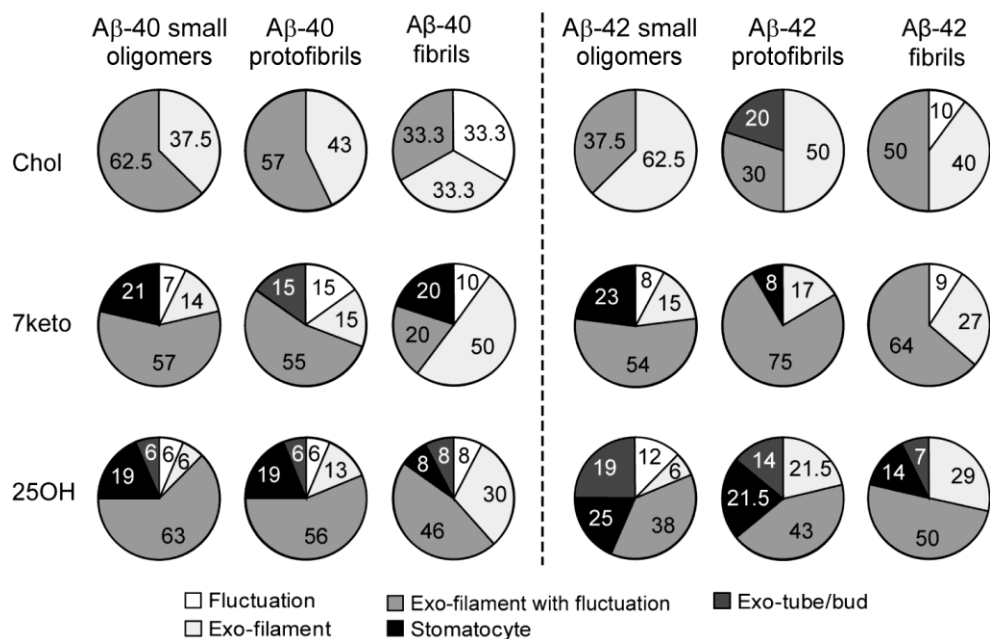 Aβ-40 small oligomers
Aβ-40 protofibrils
Aβ-40 fibrils
Aβ-42 small oligomers
Aβ-42 protofibrils
Aβ-42 fibrils
Chol
62.5 37.5
57 43
33.3 33.3 33.3
37.5 62.5
20 30 50
10 50 40
7keto
21 7 14 57
15 15 15 55
20 10 20 50
23 8 15 54
8 17 75
9 27 64
25OH
19 6 6 6 63
19 6 6 13 56
8 8 8 30 46
19 12 6 25 38
14 21.5 21.5 43
14 7 29 50
Fluctuation
Exo-filament with fluctuation
Exo-tube/bud
Exo-filament
Stomatocyte